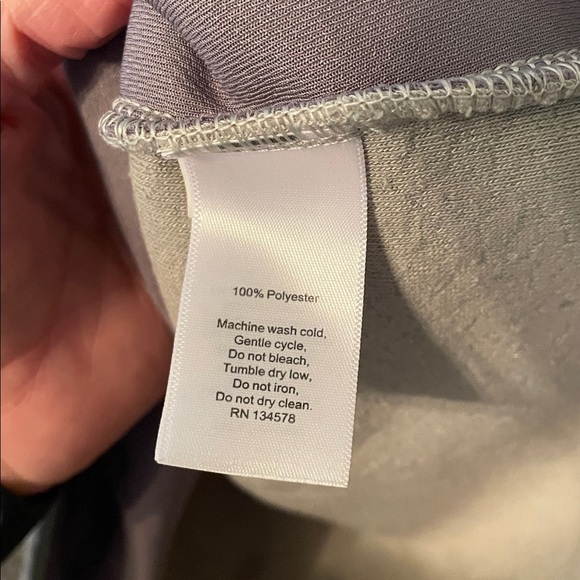 100% Polyester
Machine wash cold,
Gentle cycle,
Do not bleach,
Tumble dry low,
Do not iron,
Do not dry clean.
RN 134578